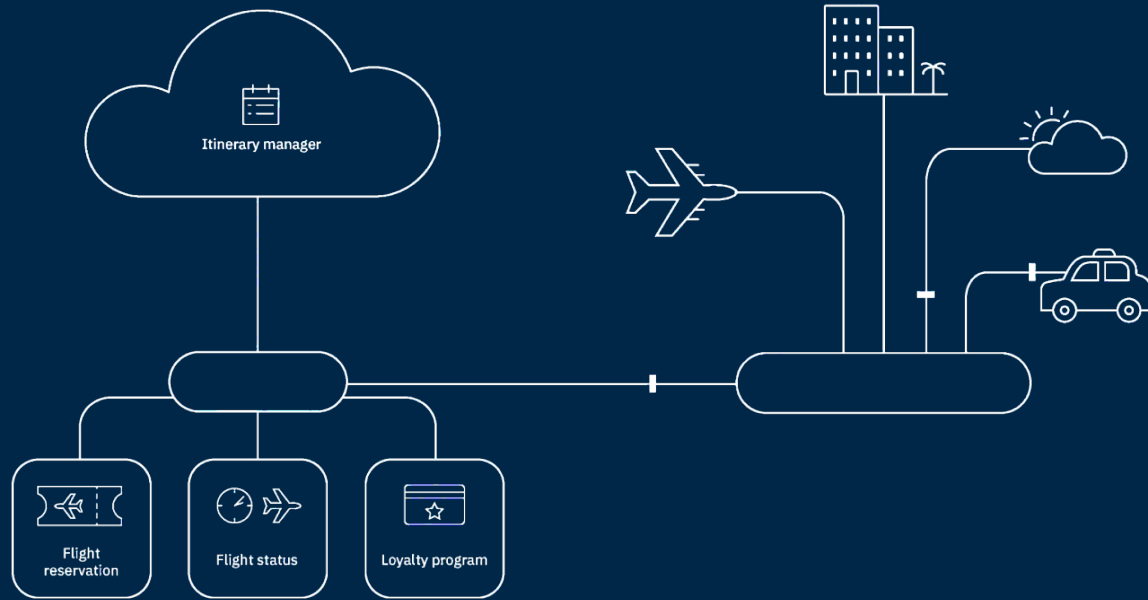 Itinerary manager
Flight
reservation
Flight status
Loyalty program